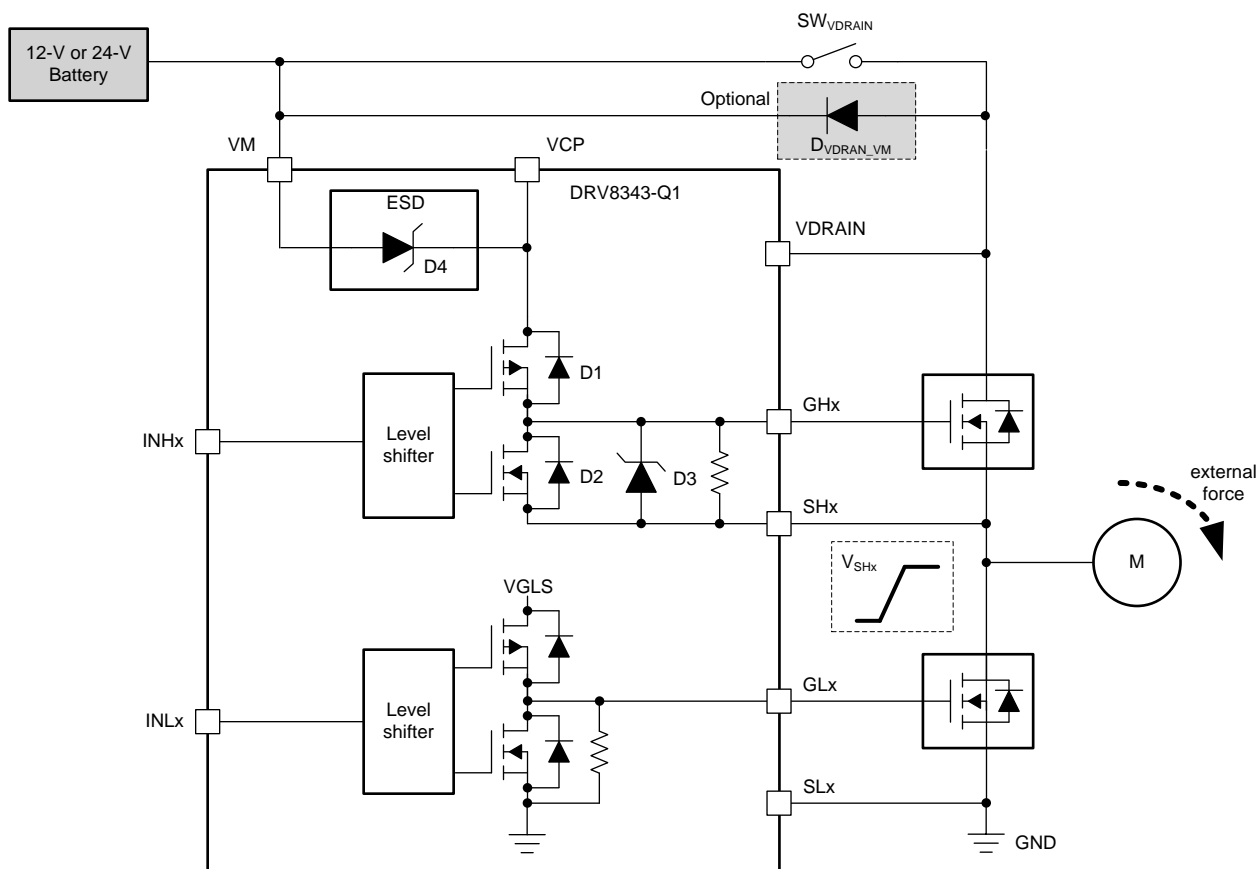 SWVDRAIN
12-V or 24-V
Battery
Optional
DVDRAN_VM
VM
VCP
DRV8343-Q1
ESD
D4
VDRAIN
D1
GHx
INHx
Level
shifter
D2
D3
SHx
external
force
M
VSHx
VGLS
GLx
INLx
Level
shifter
SLx
GND